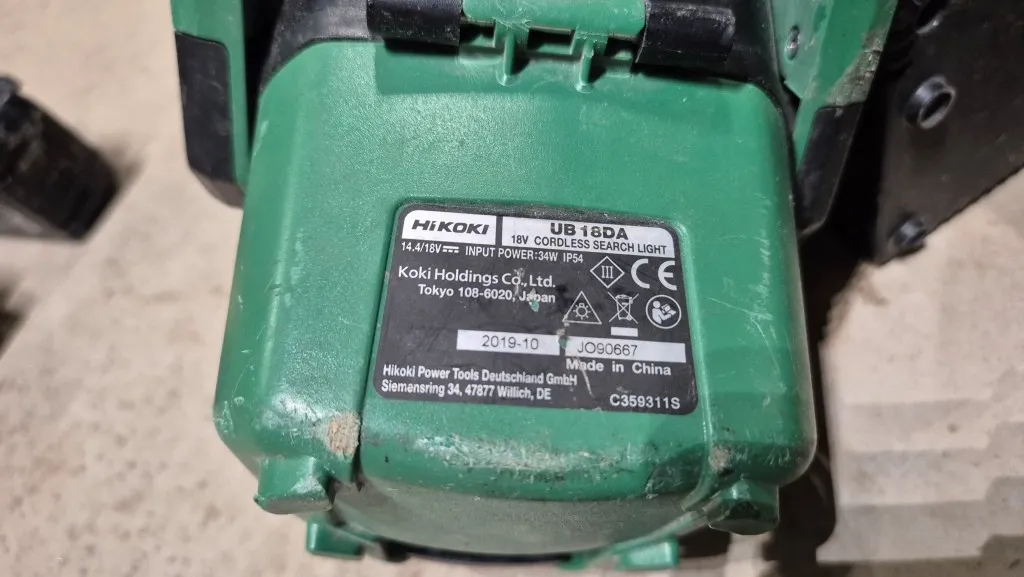 HiKOKI
UB 18DA
18V CORDLESS SEARCH LIGHT
14.4/18V⎓ INPUT POWER:34W IP54
III
CE
Koki Holdings Co., Ltd.
Tokyo 108-6020, Japan
2019-10
JO90667
Made in China
Hikoki Power Tools Deutschland GmbH
Siemensring 34, 47877 Willich, DE
C359311S